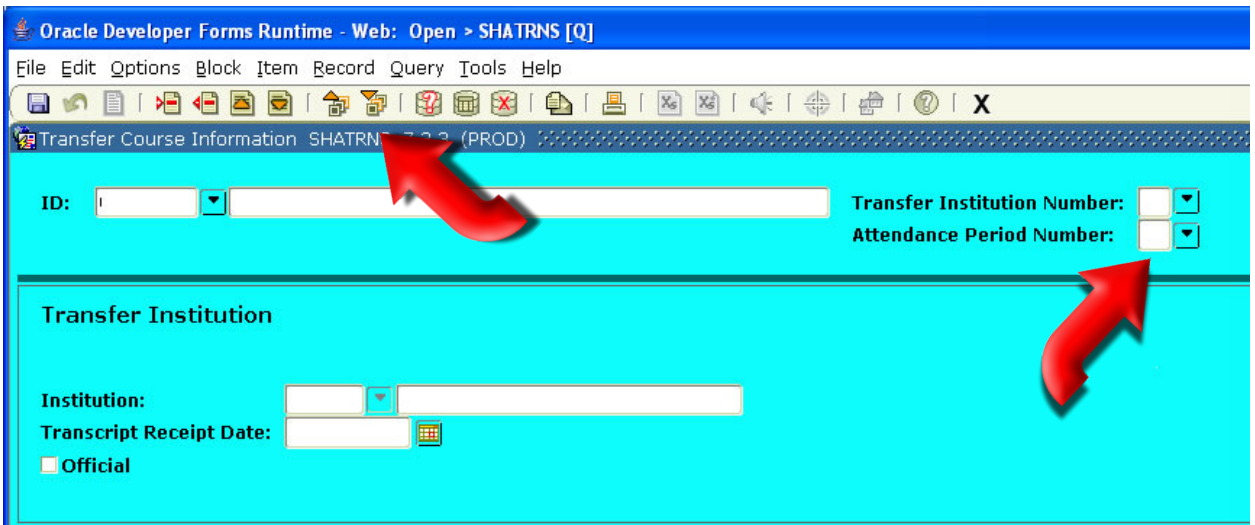 Oracle Developer Forms Runtime - Web: Open > SHATRNS [Q]
File Edit Options Block Item Record Query Tools Help
X
Transfer Course Information SHATRNS (PROD)
ID:
Transfer Institution Number:
Attendance Period Number:
Transfer Institution
Institution:
Transcript Receipt Date:
Official